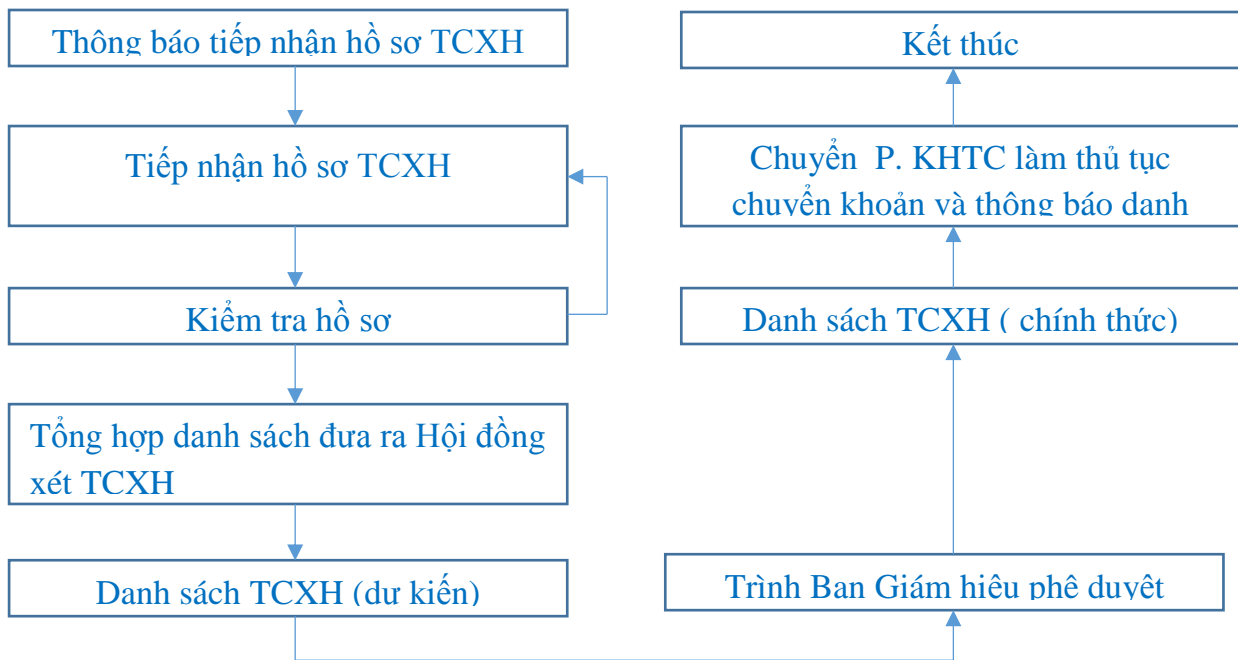 Thông báo tiếp nhận hồ sơ TCXH
Tiếp nhận hồ sơ TCXH
Kiểm tra hồ sơ
Tổng hợp danh sách đưa ra Hội đồng
xét TCXH
Danh sách TCXH (dự kiến)
Trình Ban Giám hiệu phê duyệt
Danh sách TCXH ( chính thức)
Chuyển P. KHTC làm thủ tục
chuyển khoản và thông báo danh
Kết thúc